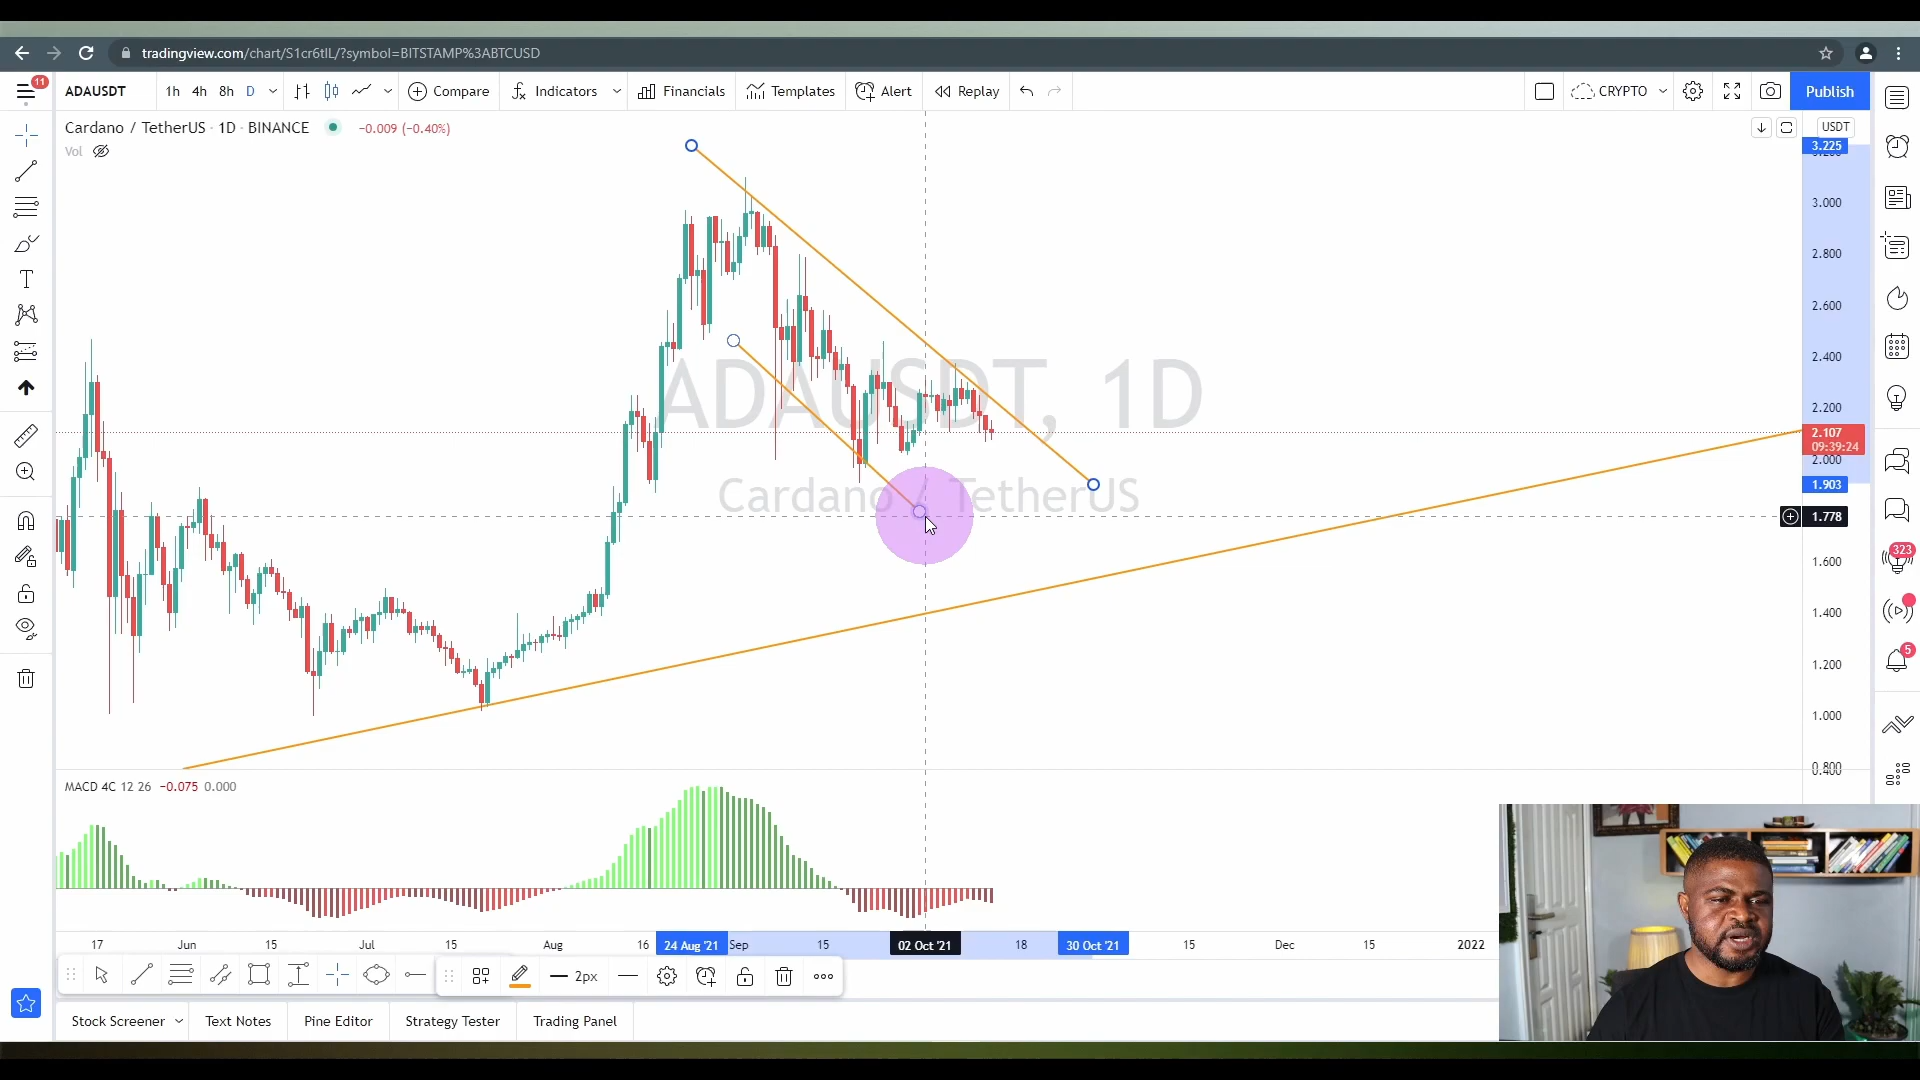 tradingview.com/chart/S1cr6tIL/?symbol=BITSTAMP%3ABTCUSD
11
ADAUSDT 1h 4h 8h D Compare Indicators Financials Templates Alert Replay CRYPTO Publish
Cardano / TetherUS · 1D · BINANCE −0.009 (−0.40%)
USDT
Vol
3.225
3.000
2.800
2.600
2.400
2.200
2.107
09:39:24
2.000
1.903
1.778
1.600
1.400
1.200
1.000
0.800
ADAUSDT, 1D
Cardano / TetherUS
323
5
MACD 4C 12 26 −0.075 0.000
17 Jun 15 Jul 15 Aug 16 24 Aug '21 Sep 15 02 Oct '21 18 30 Oct '21 15 Dec 15 2022
2px
Stock Screener Text Notes Pine Editor Strategy Tester Trading Panel